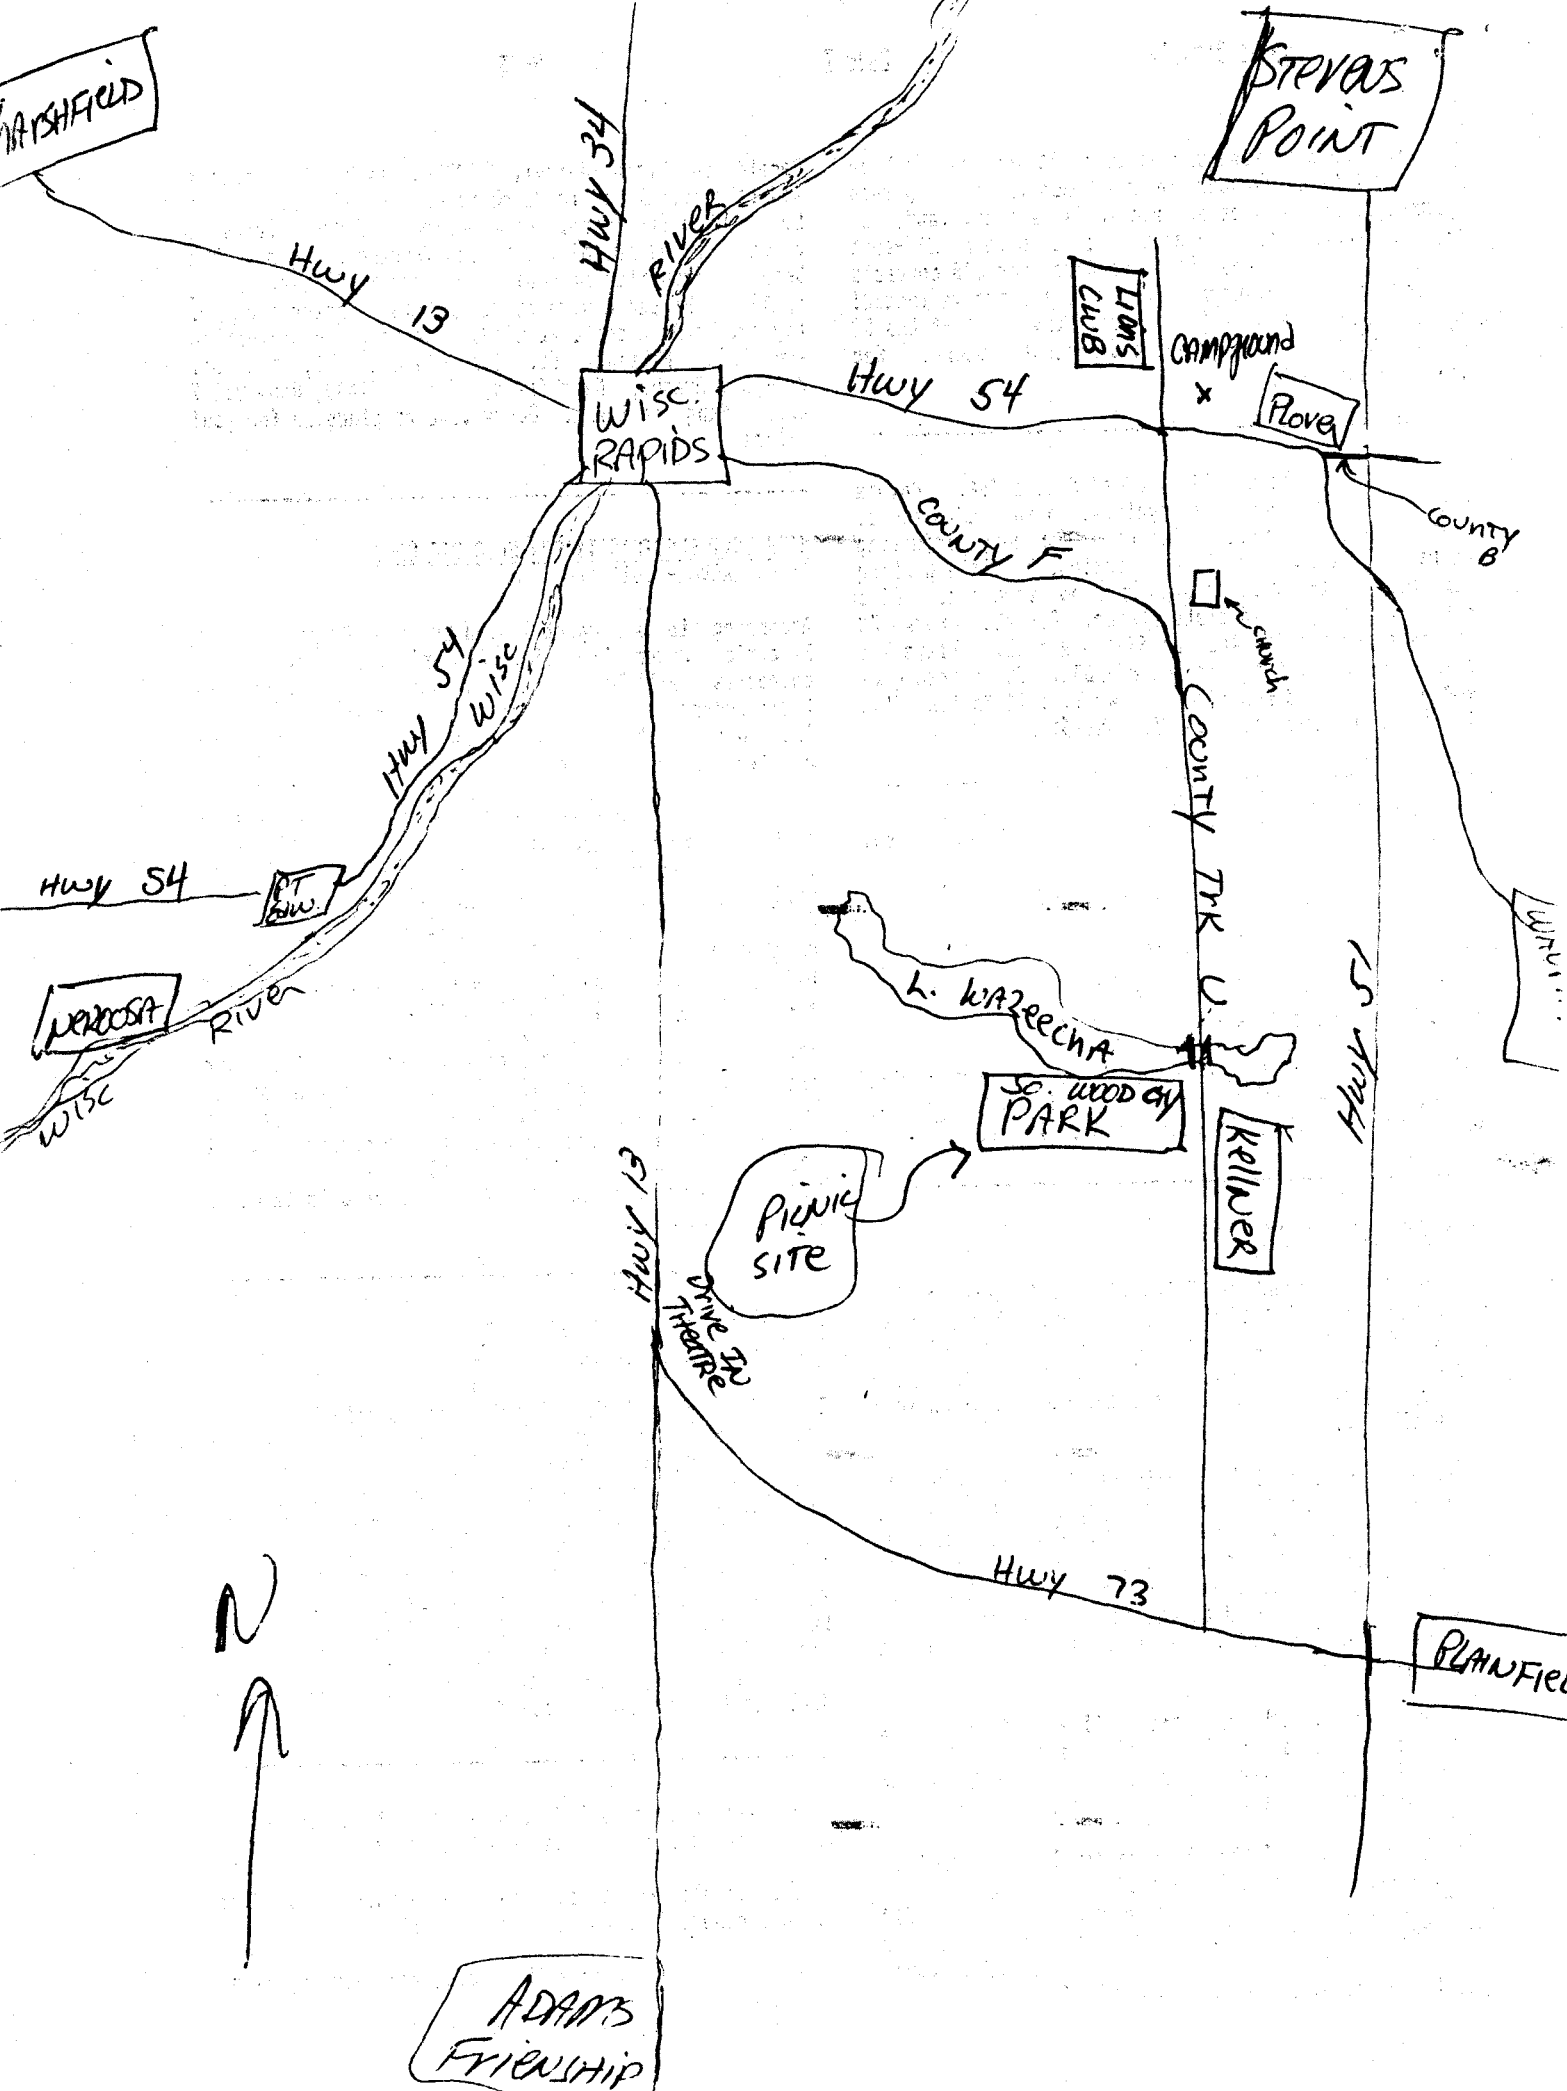 STEVENS
POINT
MARSHFIELD
Hwy 34
RIVER
Hwy 13
LIONS
CLUB
CAMPground
x
Plover
Hwy 54
WISC.
RAPIDS
COUNTY F
COUNTY
B
CHURCH
Hwy 54
WISC
County Trk U.
Hwy 54
PT
EDW.
L. WAZEECHA
Hwy 51
NEKOOSA
RIVER
WISC
SO. WOOD CTY
PARK
KELLNER
Hwy 13
PICNIC
SITE
Drive IN
THEATRE
Hwy 73
N
PLAINFIEL
ADAMS
FriENSHIP